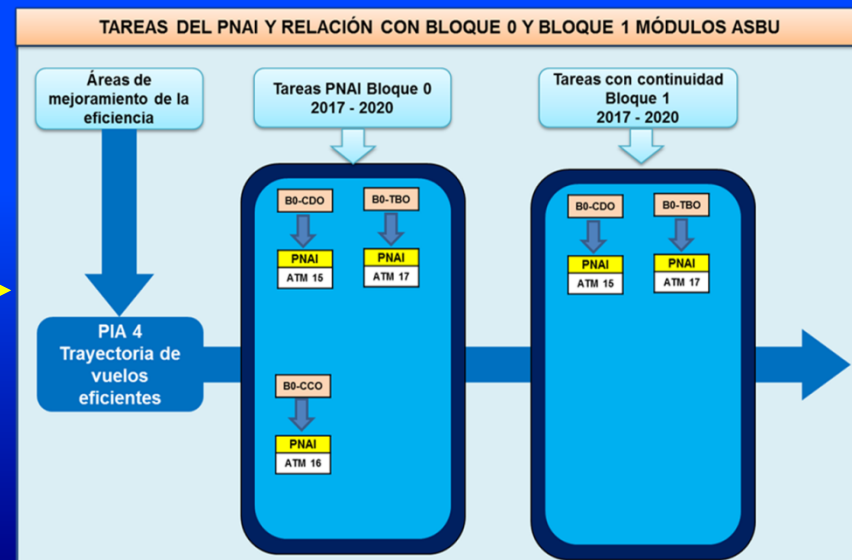 TAREAS DEL PNAI Y RELACIÓN CON BLOQUE 0 Y BLOQUE 1 MÓDULOS ASBU
Áreas de
mejoramiento de la
eficiencia
Tareas PNAI Bloque 0
2017 - 2020
Tareas con continuidad
Bloque 1
2017 - 2020
PIA 4
Trayectoria de
vuelos
eficientes
B0-CDO
PNAI
ATM 15
B0-TBO
PNAI
ATM 17
B0-CCO
PNAI
ATM 16
B0-CDO
PNAI
ATM 15
B0-TBO
PNAI
ATM 17